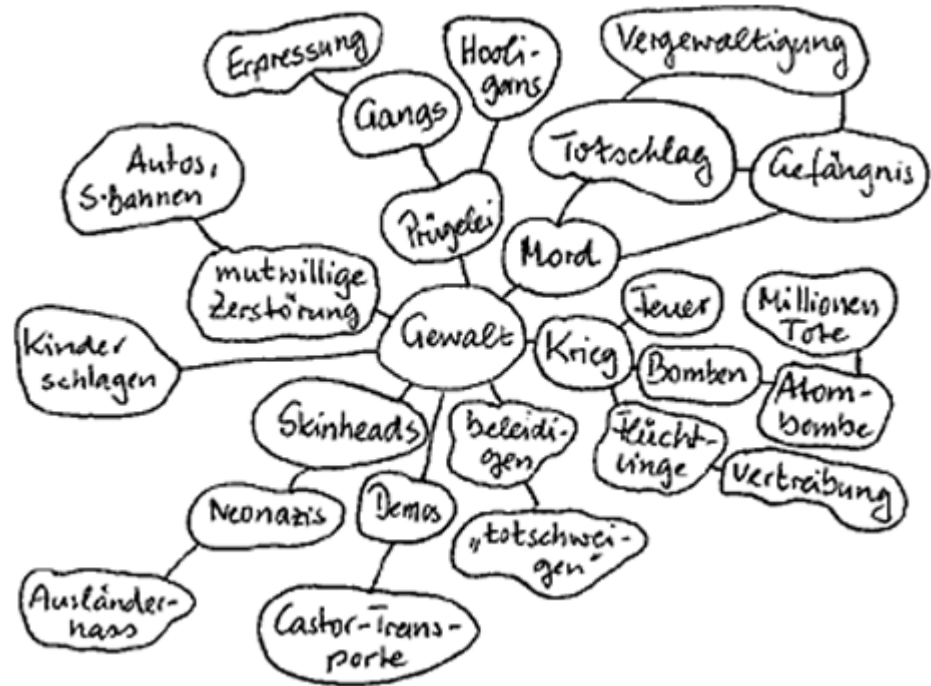 Erpressung
Hooli-
gans
Vergewaltigung
Gangs
Totschlag
Gefängnis
Autos,
S-Bahnen
Prügelei
Mord
mutwillige
Zerstörung
Feuer
Millionen
Tote
Gewalt
Krieg
Bomben
Atom-
bombe
Kinder
schlagen
Skinheads
beleidi-
gen
Flücht-
linge
Vertreibung
Neonazis
Demos
„totschwei-
gen“
Ausländer-
hass
Castor-Trans-
porte